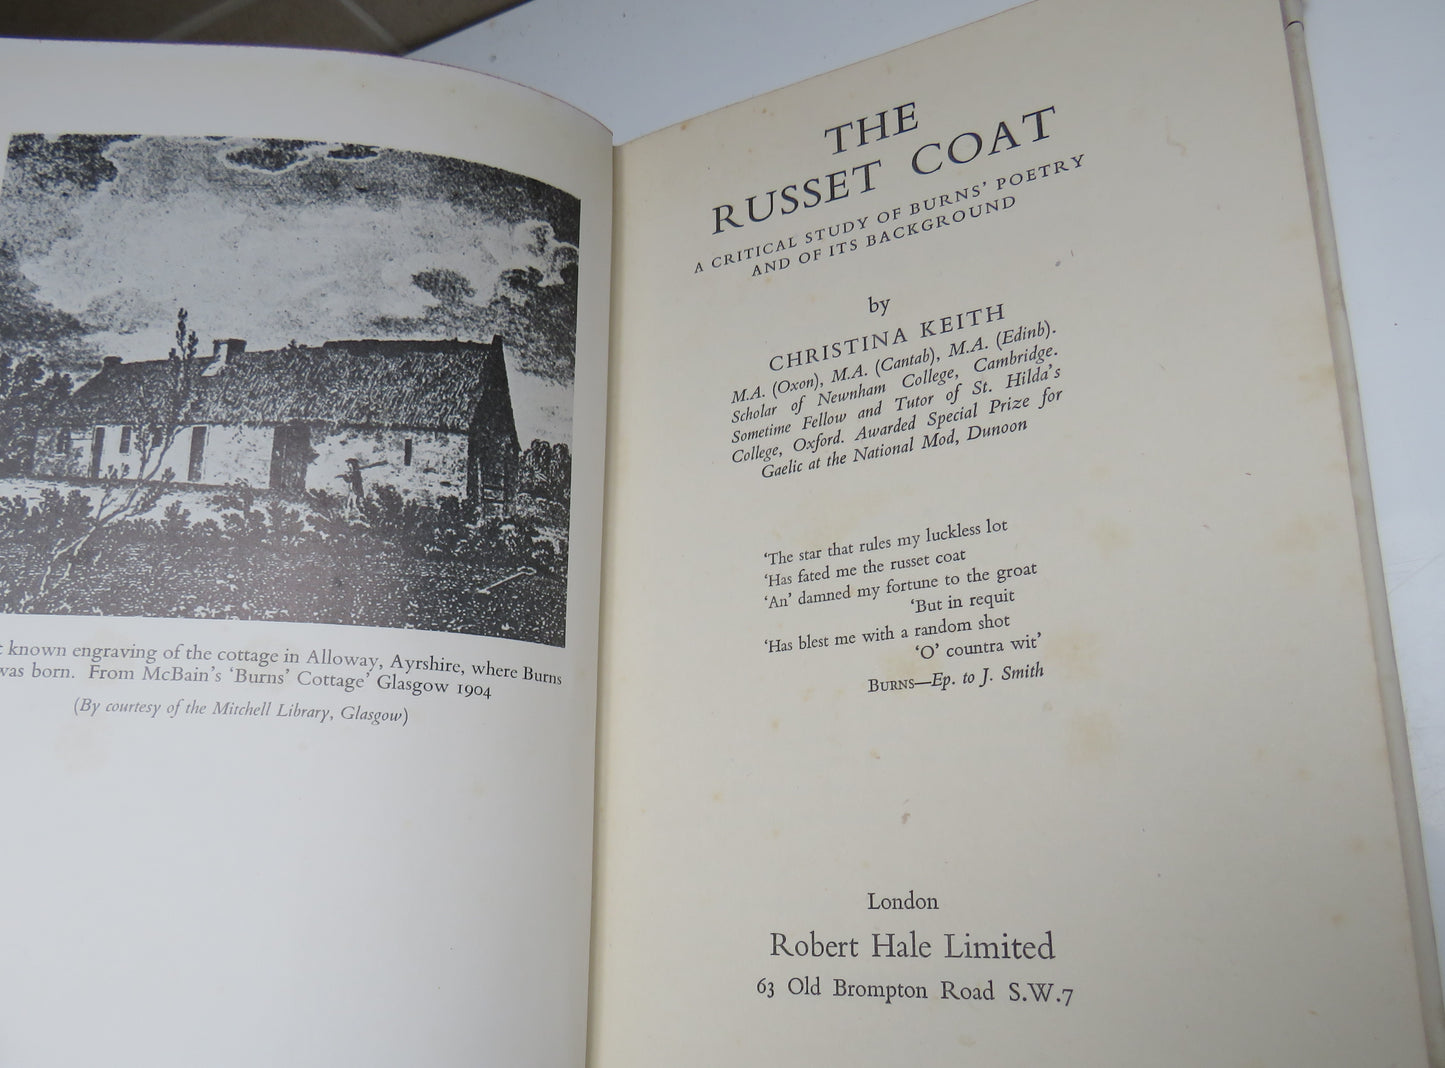 t known engraving of the cottage in Alloway, Ayrshire, where Burns
was born. From McBain's 'Burns' Cottage' Glasgow 1904
(By courtesy of the Mitchell Library, Glasgow)
THE
RUSSET COAT
A CRITICAL STUDY OF BURNS' POETRY
AND OF ITS BACKGROUND
by
CHRISTINA KEITH
M.A. (Oxon), M.A. (Cantab), M.A. (Edinb).
Scholar of Newnham College, Cambridge.
Sometime Fellow and Tutor of St. Hilda's
College, Oxford. Awarded Special Prize for
Gaelic at the National Mod, Dunoon
'The star that rules my luckless lot
'Has fated me the russet coat
'An' damned my fortune to the groat
'But in requit
'Has blest me with a random shot
'O' countra wit'
BURNS—Ep. to J. Smith
London
Robert Hale Limited
63 Old Brompton Road S.W.7